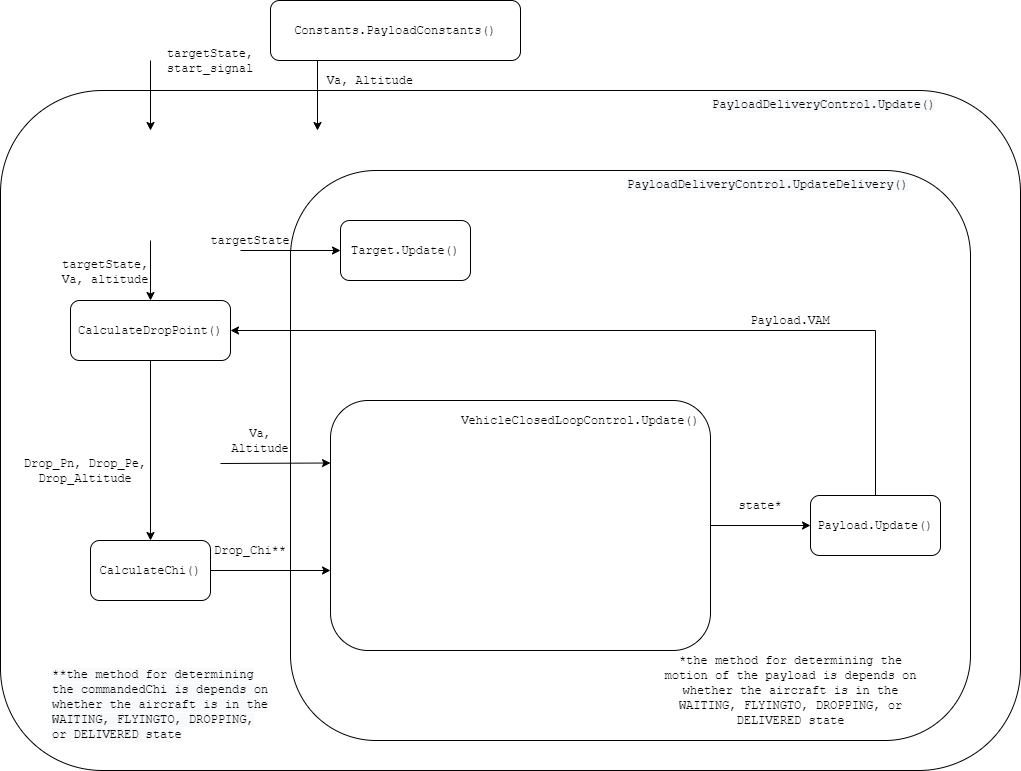 Constants.PayloadConstants()
targetState,
start_signal
Va, Altitude
PayloadDeliveryControl.Update()
PayloadDeliveryControl.UpdateDelivery()
targetState
Target.Update()
targetState,
Va, altitude
CalculateDropPoint()
Payload.VAM
VehicleClosedLoopControl.Update()
Va,
Altitude
Drop_Pn, Drop_Pe,
Drop_Altitude
state*
Payload.Update()
Drop_Chi**
CalculateChi()
**the method for determining
the commandedChi is depends on
whether the aircraft is in the
WAITING, FLYINGTO, DROPPING,
or DELIVERED state
*the method for determining the
motion of the payload is depends on
whether the aircraft is in the
WAITING, FLYINGTO, DROPPING, or
DELIVERED state